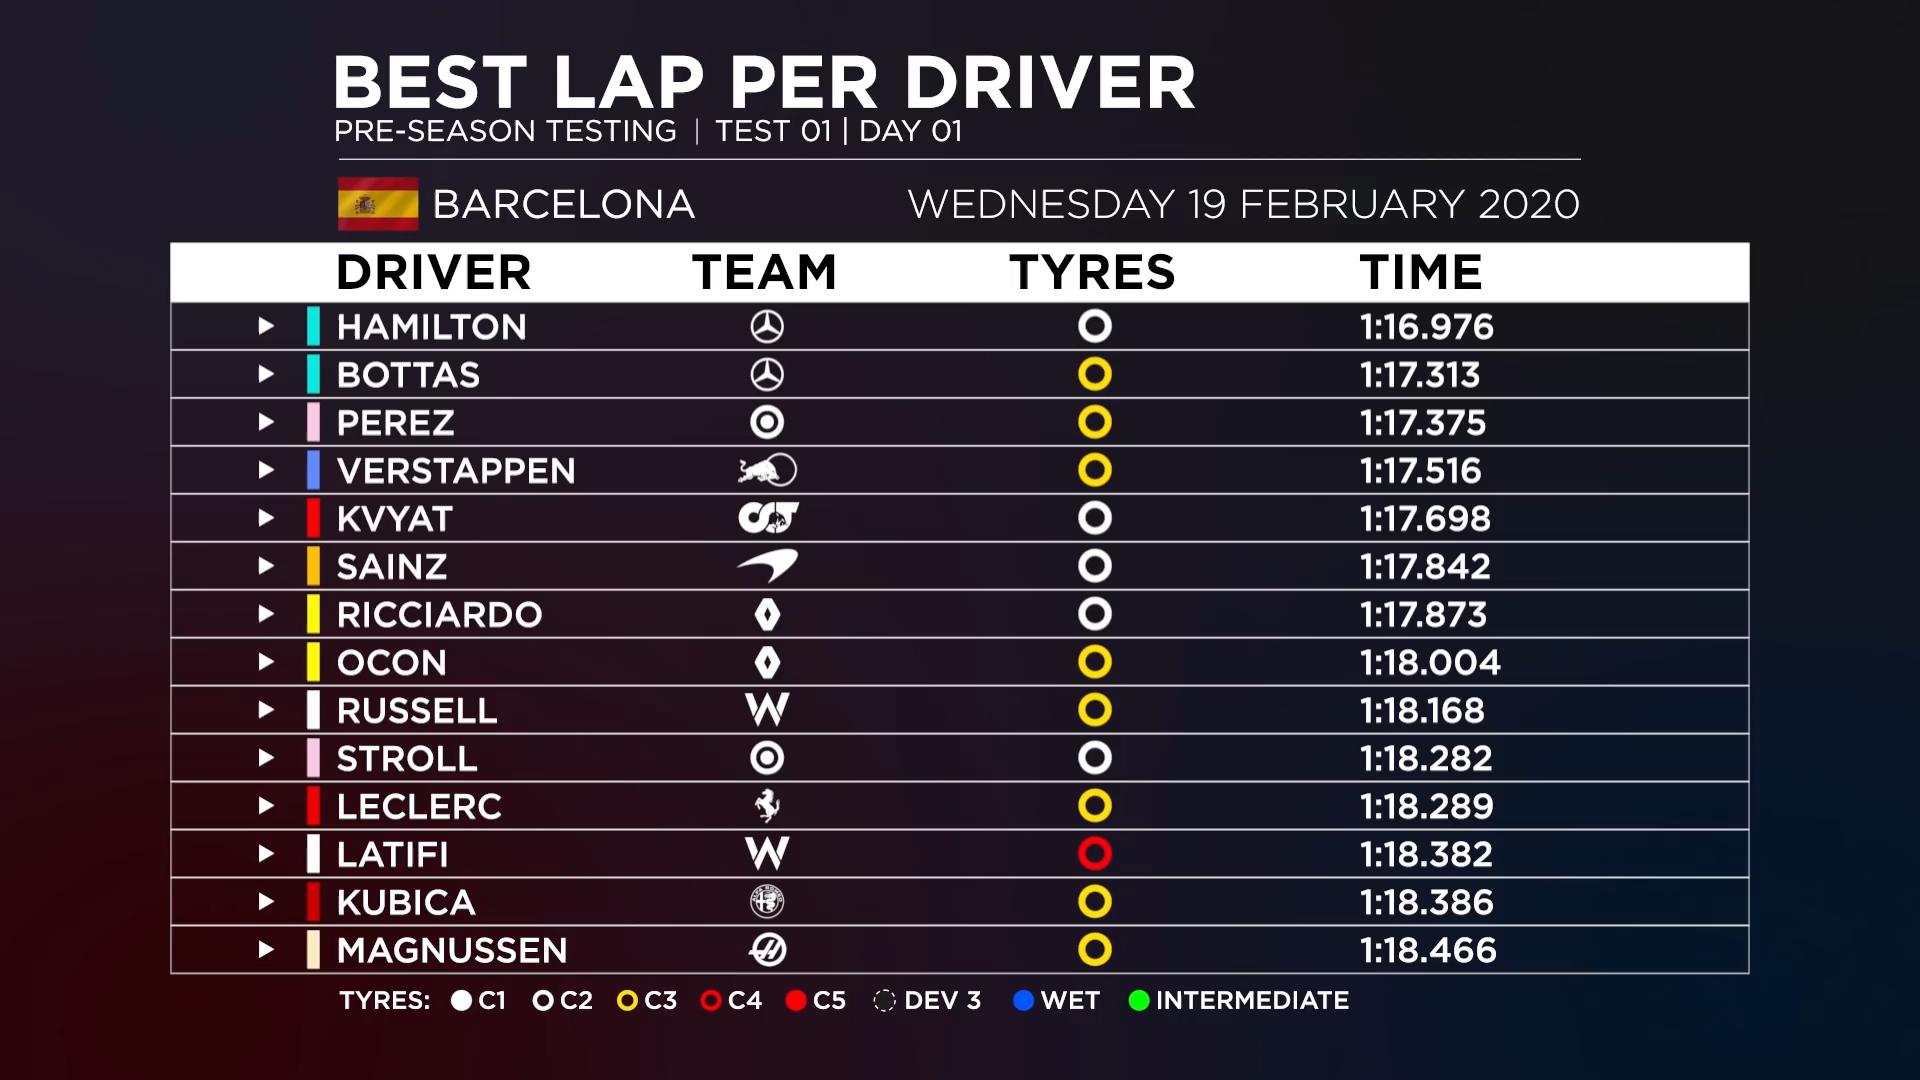 BEST LAP PER DRIVER
PRE-SEASON TESTING | TEST 01 | DAY 01
BARCELONA WEDNESDAY 19 FEBRUARY 2020
DRIVER TEAM TYRES TIME
HAMILTON 1:16.976
BOTTAS 1:17.313
PEREZ 1:17.375
VERSTAPPEN 1:17.516
KVYAT 1:17.698
SAINZ 1:17.842
RICCIARDO 1:17.873
OCON 1:18.004
RUSSELL W 1:18.168
STROLL 1:18.282
LECLERC 1:18.289
LATIFI W 1:18.382
KUBICA 1:18.386
MAGNUSSEN 1:18.466
TYRES: C1 C2 C3 C4 C5 DEV 3 WET INTERMEDIATE